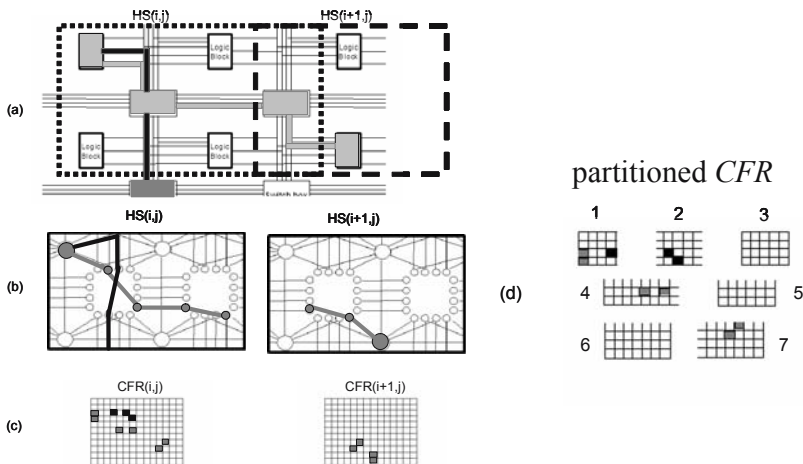 HS(i,j)
HS(i+1,j)
Logic
Block
Logic
Block
(a)
Logic
Block
Logic
Block
HS(i,j)
HS(i+1,j)
(b)
CFR(i,j)
CFR(i+1,j)
(c)
partitioned CFR
1
2
3
(d)
4
5
6
7